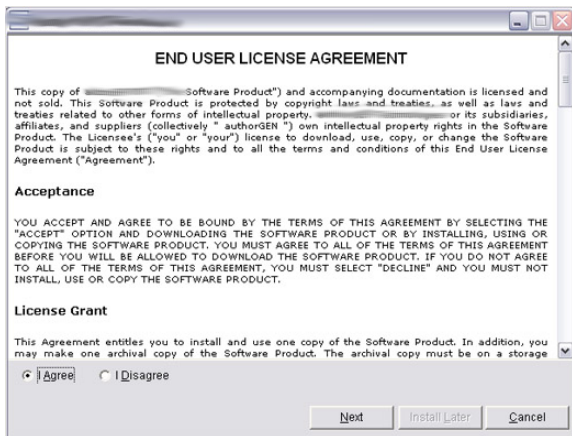 END USER LICENSE AGREEMENT
This copy of Software Product") and accompanying documentation is licensed and
not sold. This Software Product is protected by copyright laws and treaties, as well as laws and
treaties related to other forms of intellectual property. or its subsidiaries,
affiliates, and suppliers (collectively " authorGEN ") own intellectual property rights in the Software
Product. The Licensee's ("you" or "your") license to download, use, copy, or change the Software
Product is subject to these rights and to all the terms and conditions of this End User License
Agreement ("Agreement").
Acceptance
YOU ACCEPT AND AGREE TO BE BOUND BY THE TERMS OF THIS AGREEMENT BY SELECTING THE
"ACCEPT" OPTION AND DOWNLOADING THE SOFTWARE PRODUCT OR BY INSTALLING, USING OR
COPYING THE SOFTWARE PRODUCT. YOU MUST AGREE TO ALL OF THE TERMS OF THIS AGREEMENT
BEFORE YOU WILL BE ALLOWED TO DOWNLOAD THE SOFTWARE PRODUCT. IF YOU DO NOT AGREE
TO ALL OF THE TERMS OF THIS AGREEMENT, YOU MUST SELECT "DECLINE" AND YOU MUST NOT
INSTALL, USE OR COPY THE SOFTWARE PRODUCT.
License Grant
This Agreement entitles you to install and use one copy of the Software Product. In addition, you
may make one archival copy of the Software Product. The archival copy must be on a storage
I Agree I Disagree
Next Install Later Cancel